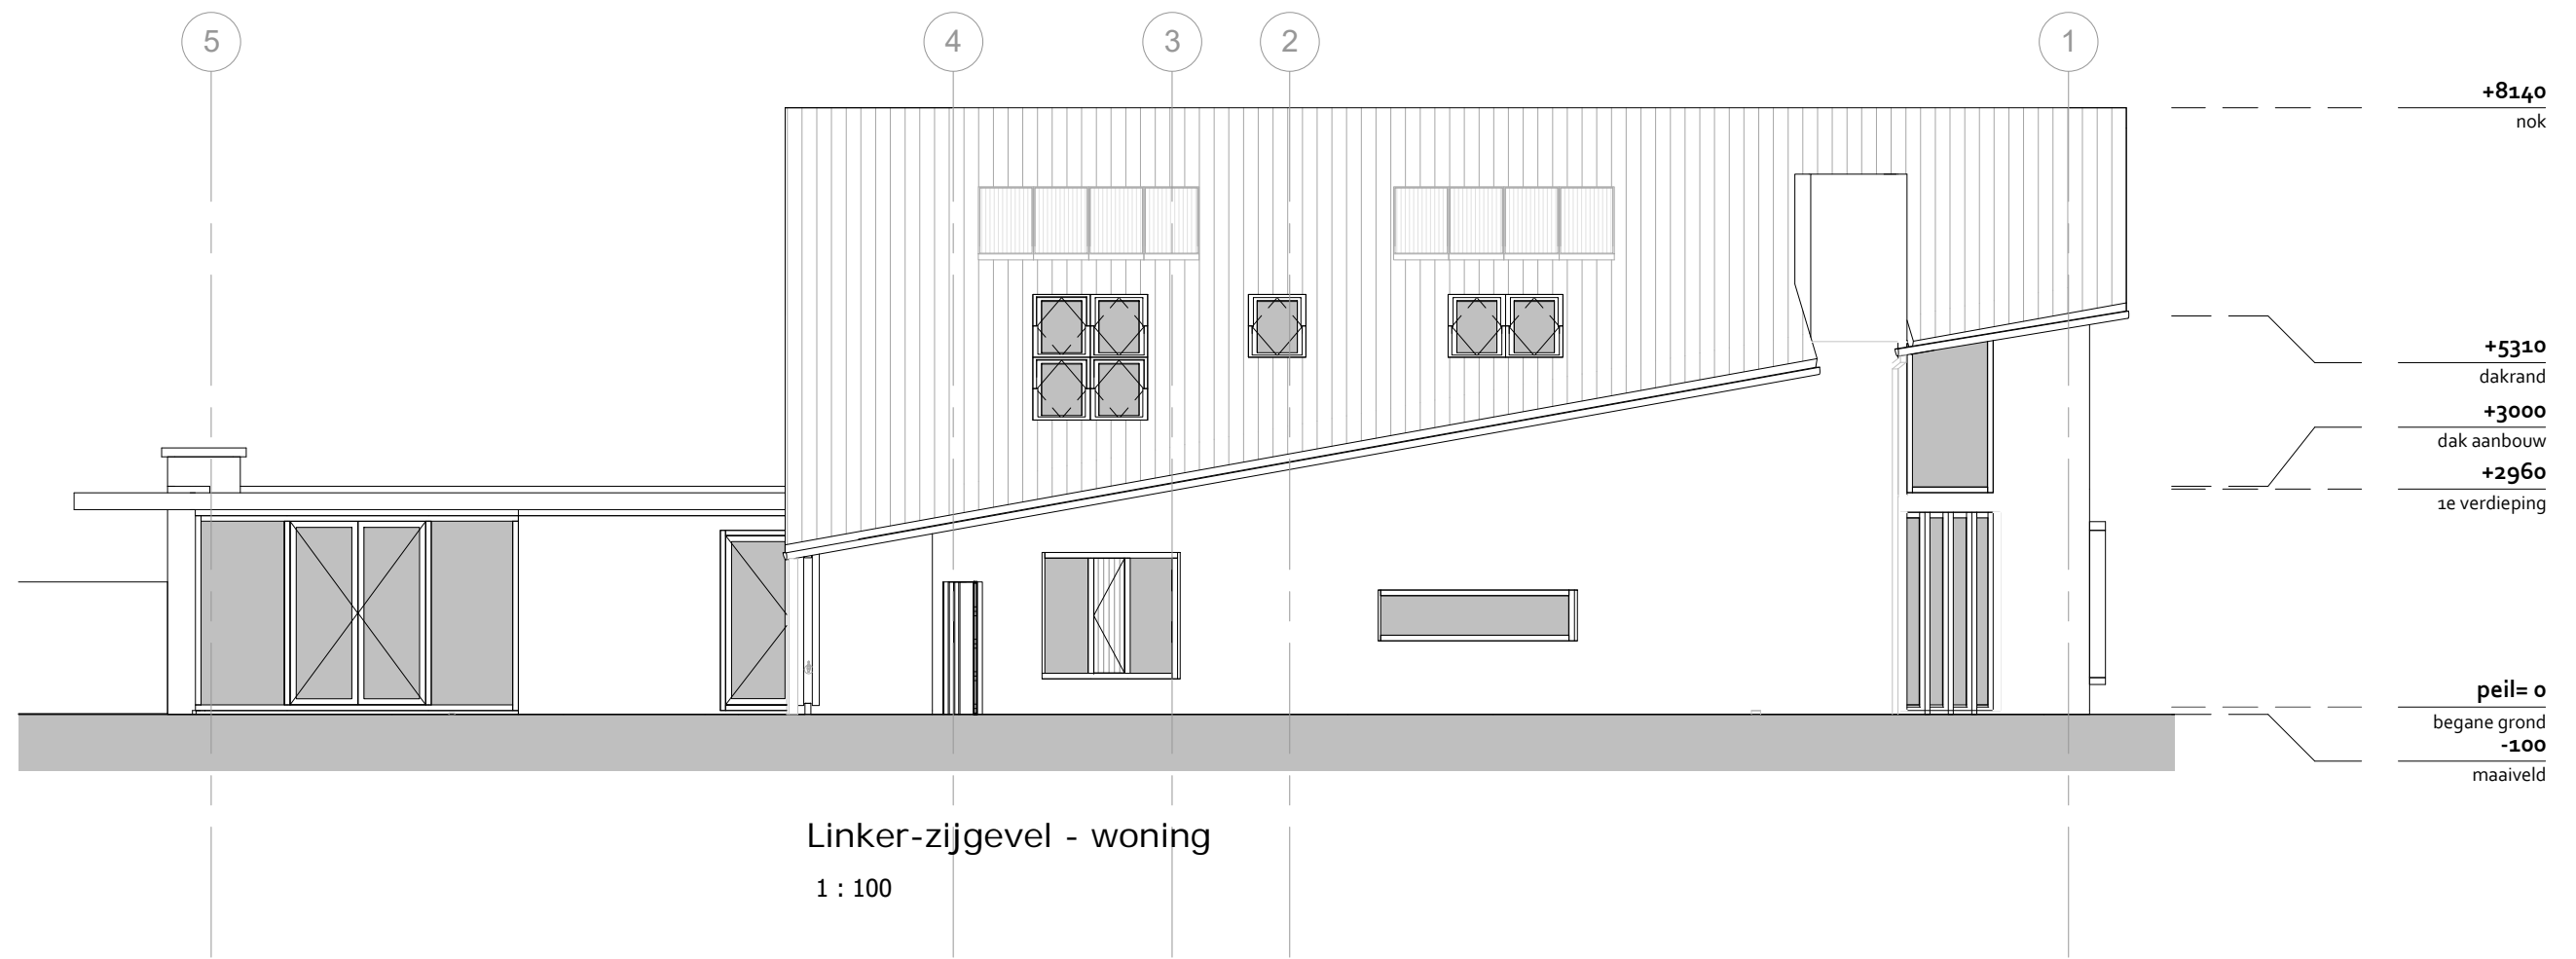 5 4 3 2 1
+8140
nok
+5310
dakrand
+3000
dak aanbouw
+2960
1e verdieping
peil= 0
begane grond
-100
maaiveld
Linker-zijgevel - woning
1 : 100